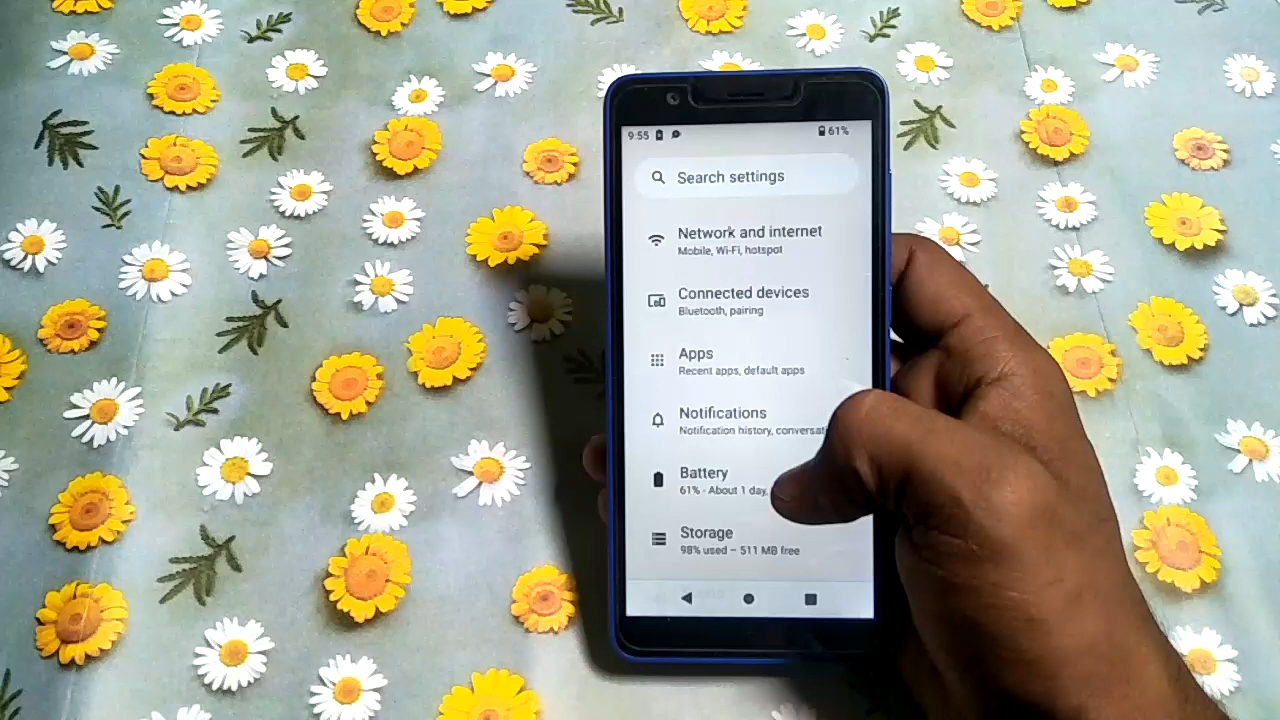 9:55 61%
Search settings
Network and internet
Mobile, Wi-Fi, hotspot
Connected devices
Bluetooth, pairing
Apps
Recent apps, default apps
Notifications
Notification history, conversat
Battery
61% - About 1 day,
Storage
98% used – 511 MB free